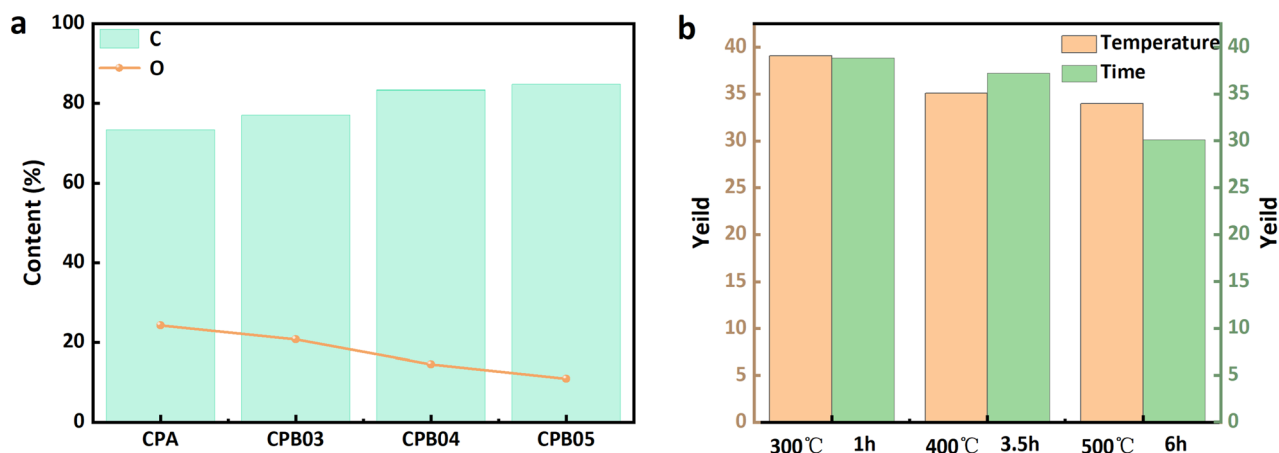 a
C
O
Content (%)
100
80
60
40
20
0
CPA CPB03 CPB04 CPB05
b
Temperature
Time
Yeild
40
35
30
25
20
15
10
5
0
300℃ 1h 400℃ 3.5h 500℃ 6h
40
35
30
25
20
15
10
5
0
Yeild